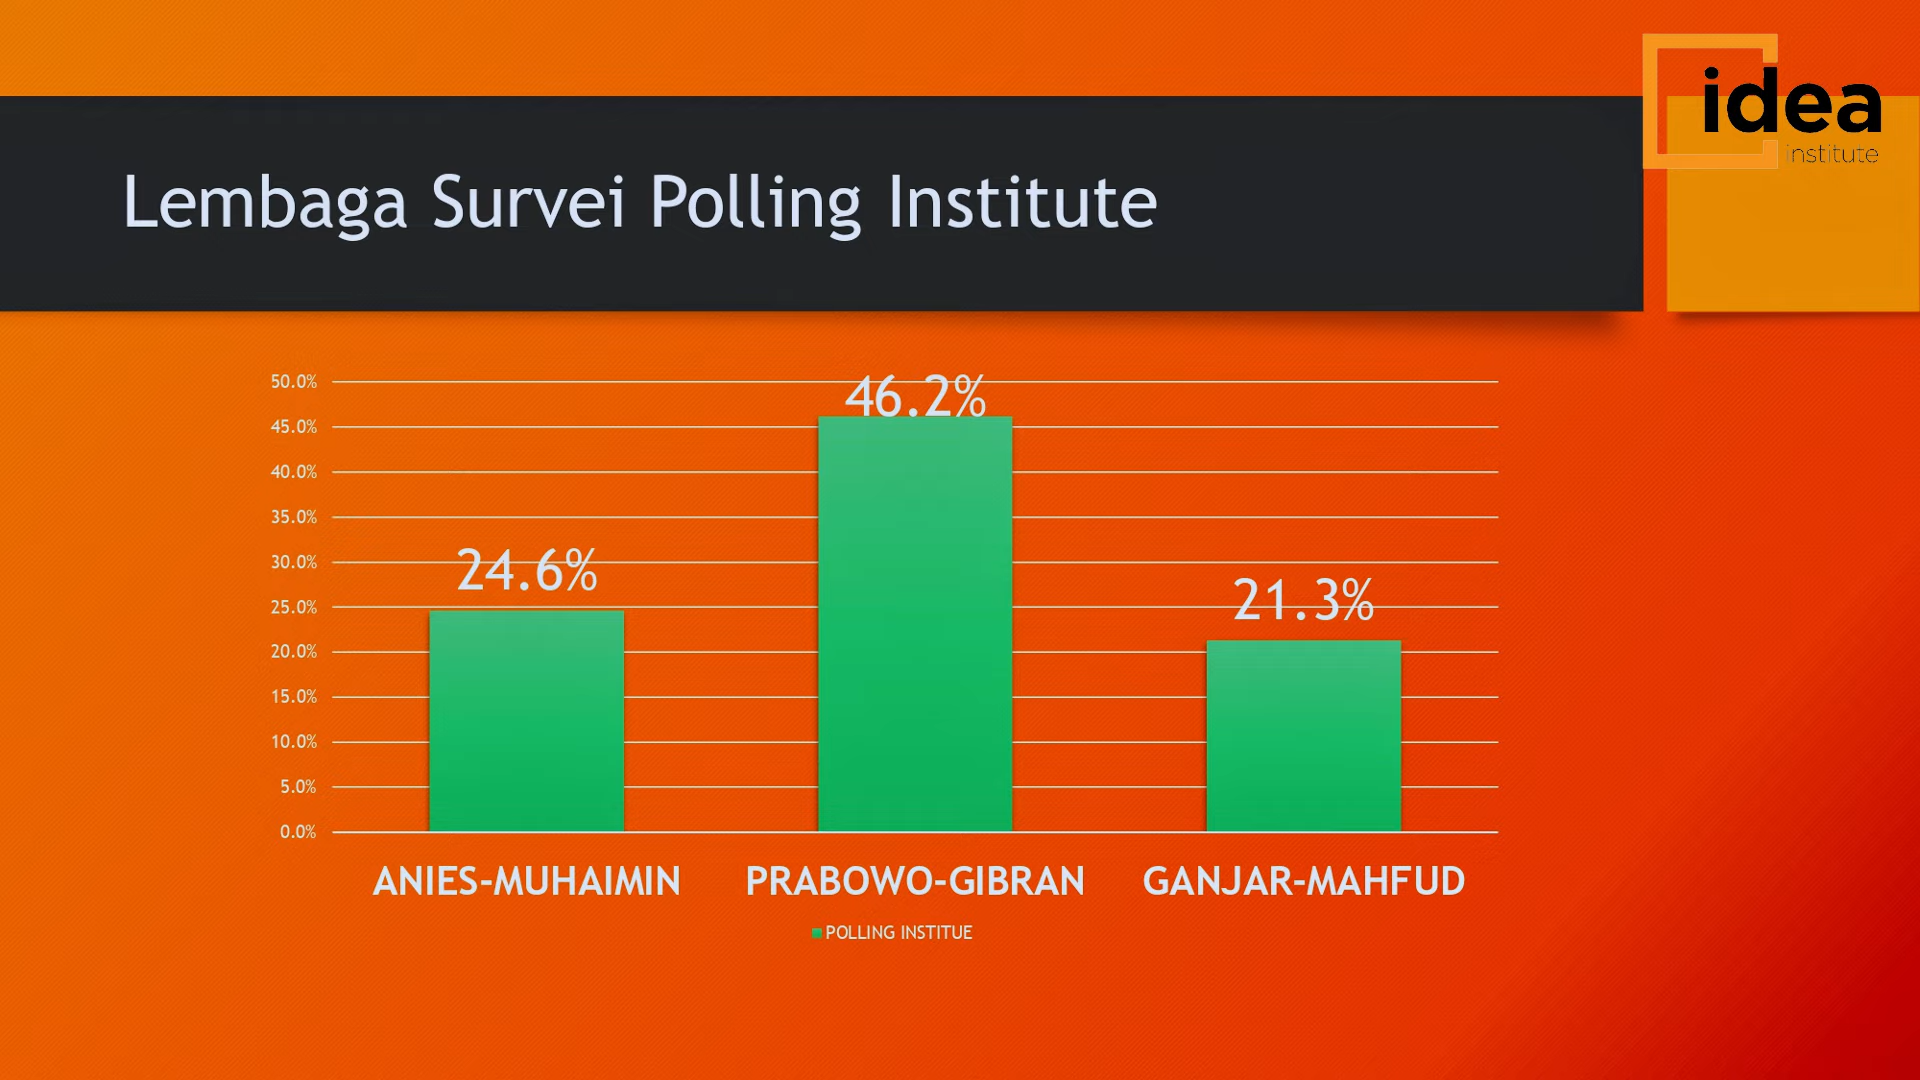 idea
institute
Lembaga Survei Polling Institute
50.0%
45.0%
40.0%
35.0%
30.0%
25.0%
20.0%
15.0%
10.0%
5.0%
0.0%
24.6%
46.2%
21.3%
ANIES-MUHAIMIN PRABOWO-GIBRAN GANJAR-MAHFUD
POLLING INSTITUE